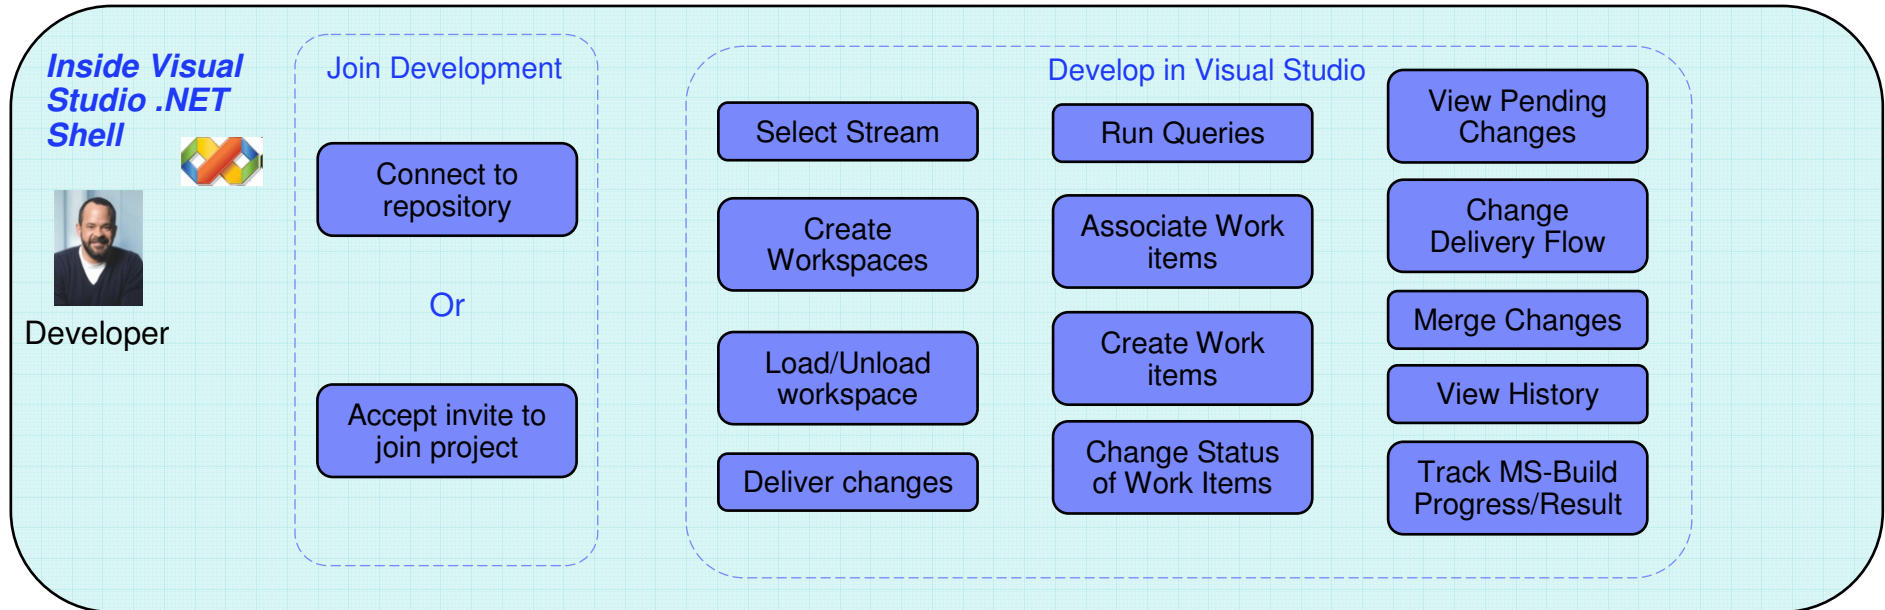 Inside Visual
Studio .NET
Shell
Developer
Join Development
Connect to
repository
Or
Accept invite to
join project
Develop in Visual Studio
Select Stream
Create
Workspaces
Load/Unload
workspace
Deliver changes
Run Queries
Associate Work
items
Create Work
items
Change Status
of Work Items
View Pending
Changes
Change
Delivery Flow
Merge Changes
View History
Track MS-Build
Progress/Result